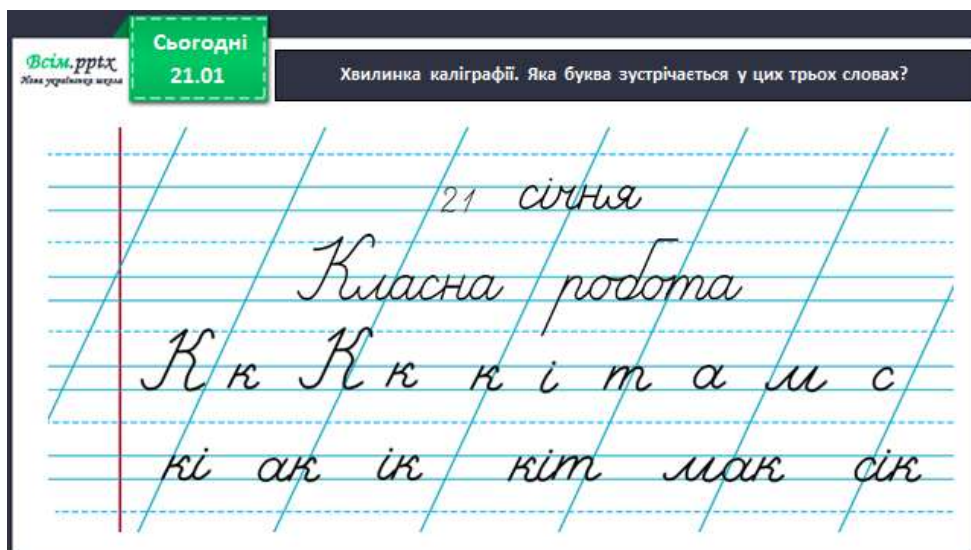 Всім.pptx
Нова українська школа
Сьогодні
21.01
Хвилинка каліграфії. Яка буква зустрічається у цих трьох словах?
21 січня
Класна робота
К к К к к і т а м с
кі ак ік кіт мак сік